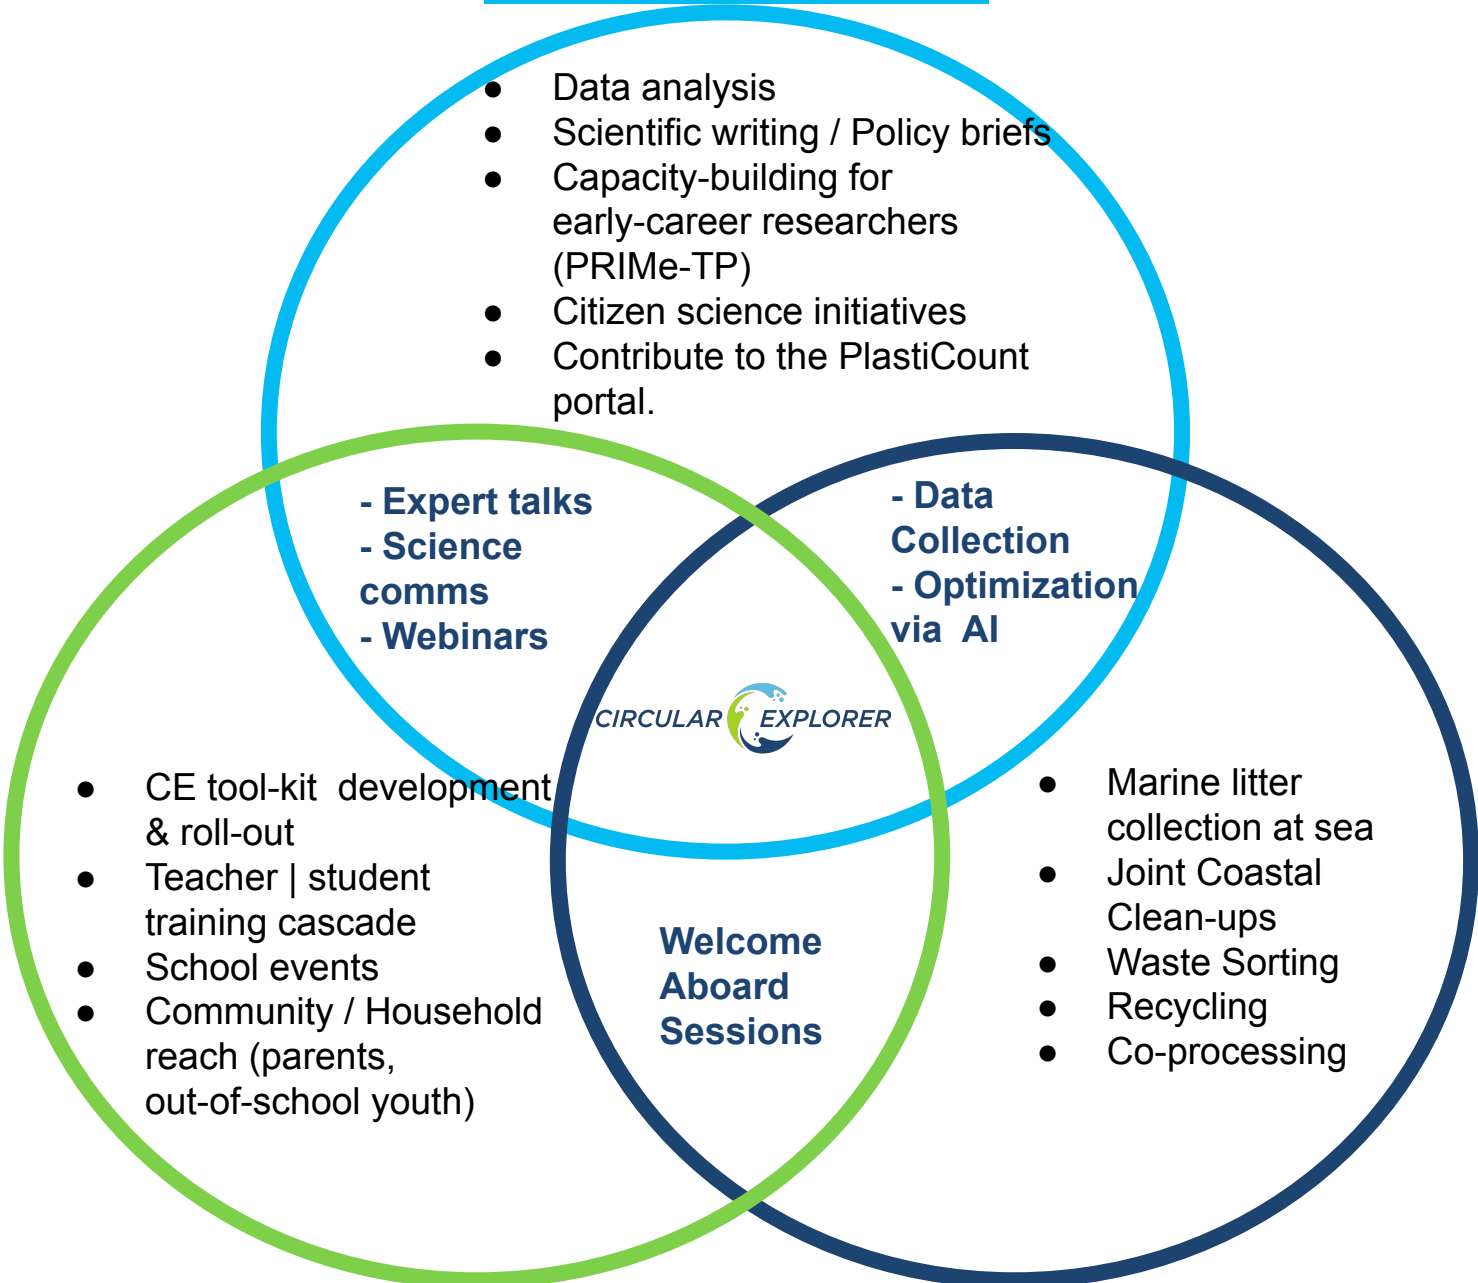 ● Data analysis
● Scientific writing / Policy briefs
● Capacity-building for
early-career researchers
(PRIMe-TP)
● Citizen science initiatives
● Contribute to the PlastiCount
portal.
- Expert talks
- Science
comms
- Webinars
- Data
Collection
- Optimization
via AI
CIRCULAR EXPLORER
● CE tool-kit development
& roll-out
● Teacher | student
training cascade
● School events
● Community / Household
reach (parents,
out-of-school youth)
Welcome
Aboard
Sessions
● Marine litter
collection at sea
● Joint Coastal
Clean-ups
● Waste Sorting
● Recycling
● Co-processing